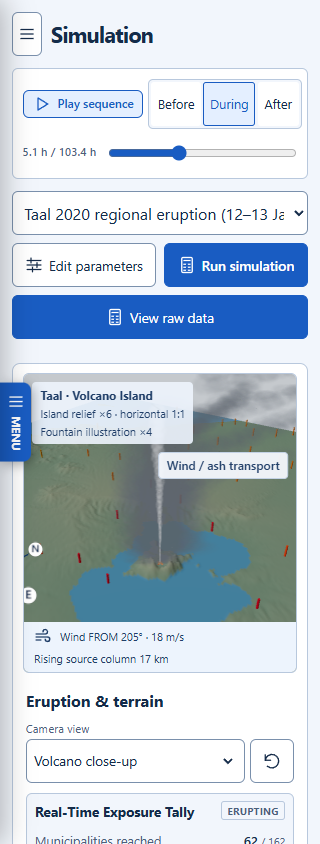 Simulation
Play sequence
Before
During
After
5.1 h / 103.4 h
Taal 2020 regional eruption (12–13 Ja
Edit parameters
Run simulation
View raw data
MENU
Taal · Volcano Island
Island relief ×6 · horizontal 1:1
Fountain illustration ×4
Wind / ash transport
N
E
Wind FROM 205° · 18 m/s
Rising source column 17 km
Eruption & terrain
Camera view
Volcano close-up
Real-Time Exposure Tally
ERUPTING
Municipalities reached
62 / 162